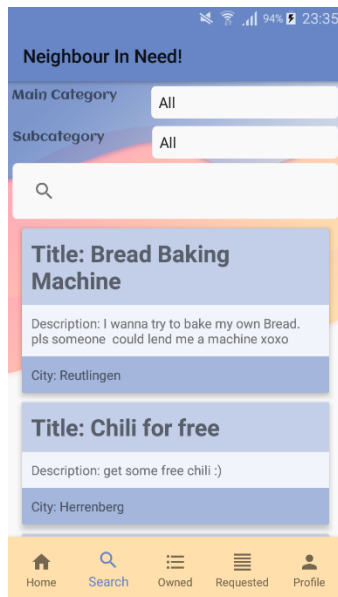 94% 23:35
Neighbour In Need!
Main Category
All
Subcategory
All
Title: Bread Baking
Machine
Description: I wanna try to bake my own Bread.
pls someone  could lend me a machine xoxo
City: Reutlingen
Title: Chili for free
Description: get some free chili :)
City: Herrenberg
Home Search Owned Requested Profile